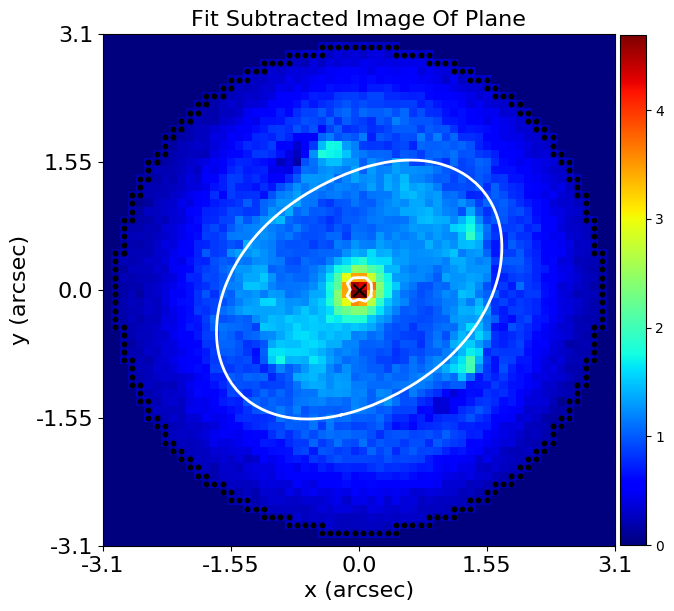 Fit Subtracted Image Of Plane
3.1
1.55
0.0
-1.55
-3.1
y (arcsec)
-3.1 -1.55 0.0 1.55 3.1
x (arcsec)
4
3
2
1
0